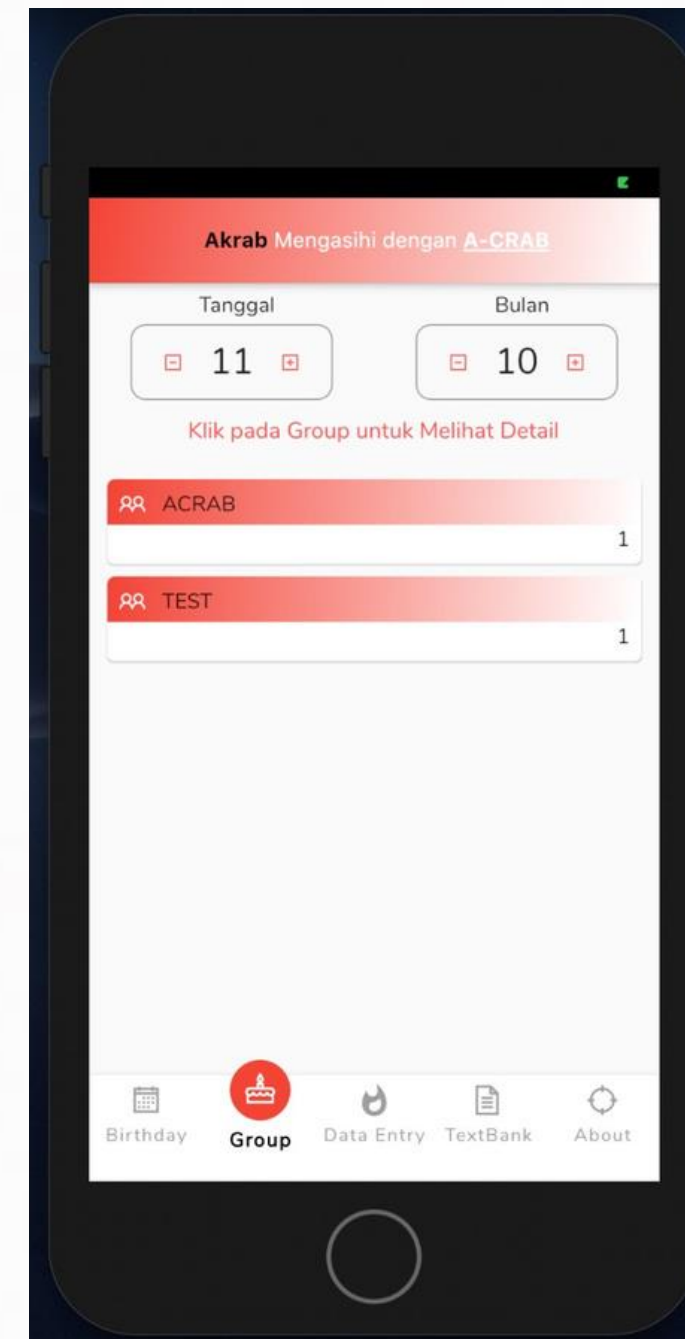 Akrab Mengasihi dengan A-CRAB
Tanggal Bulan
11 10
Klik pada Group untuk Melihat Detail
ACRAB
1
TEST
1
Birthday Group Data Entry TextBank About